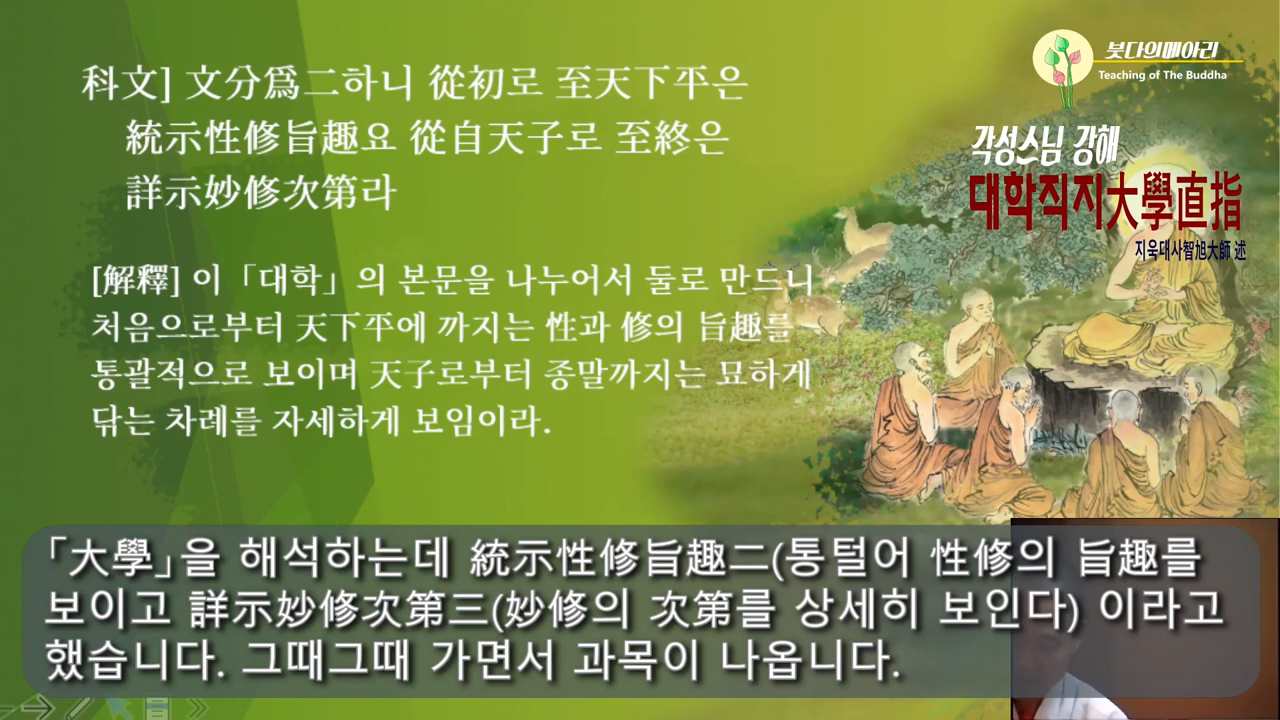 科文] 文分爲二하니 從初로 至天下平은
統示性修旨趣요 從自天子로 至終은
詳示妙修次第라
[解釋] 이「대학」의 본문을 나누어서 둘로 만드니
처음으로부터 天下平에 까지는 性과 修의 旨趣를
통괄적으로 보이며 天子로부터 종말까지는 묘하게
닦는 차례를 자세하게 보임이라.
붓다의메아리
Teaching of The Buddha
각성스님 강해
대학직지大學直指
지욱대사智旭大師 述
「大學」을 해석하는데 統示性修旨趣二(통털어 性修의 旨趣를
보이고 詳示妙修次第三(妙修의 次第를 상세히 보인다) 이라고
했습니다. 그때그때 가면서 과목이 나옵니다.